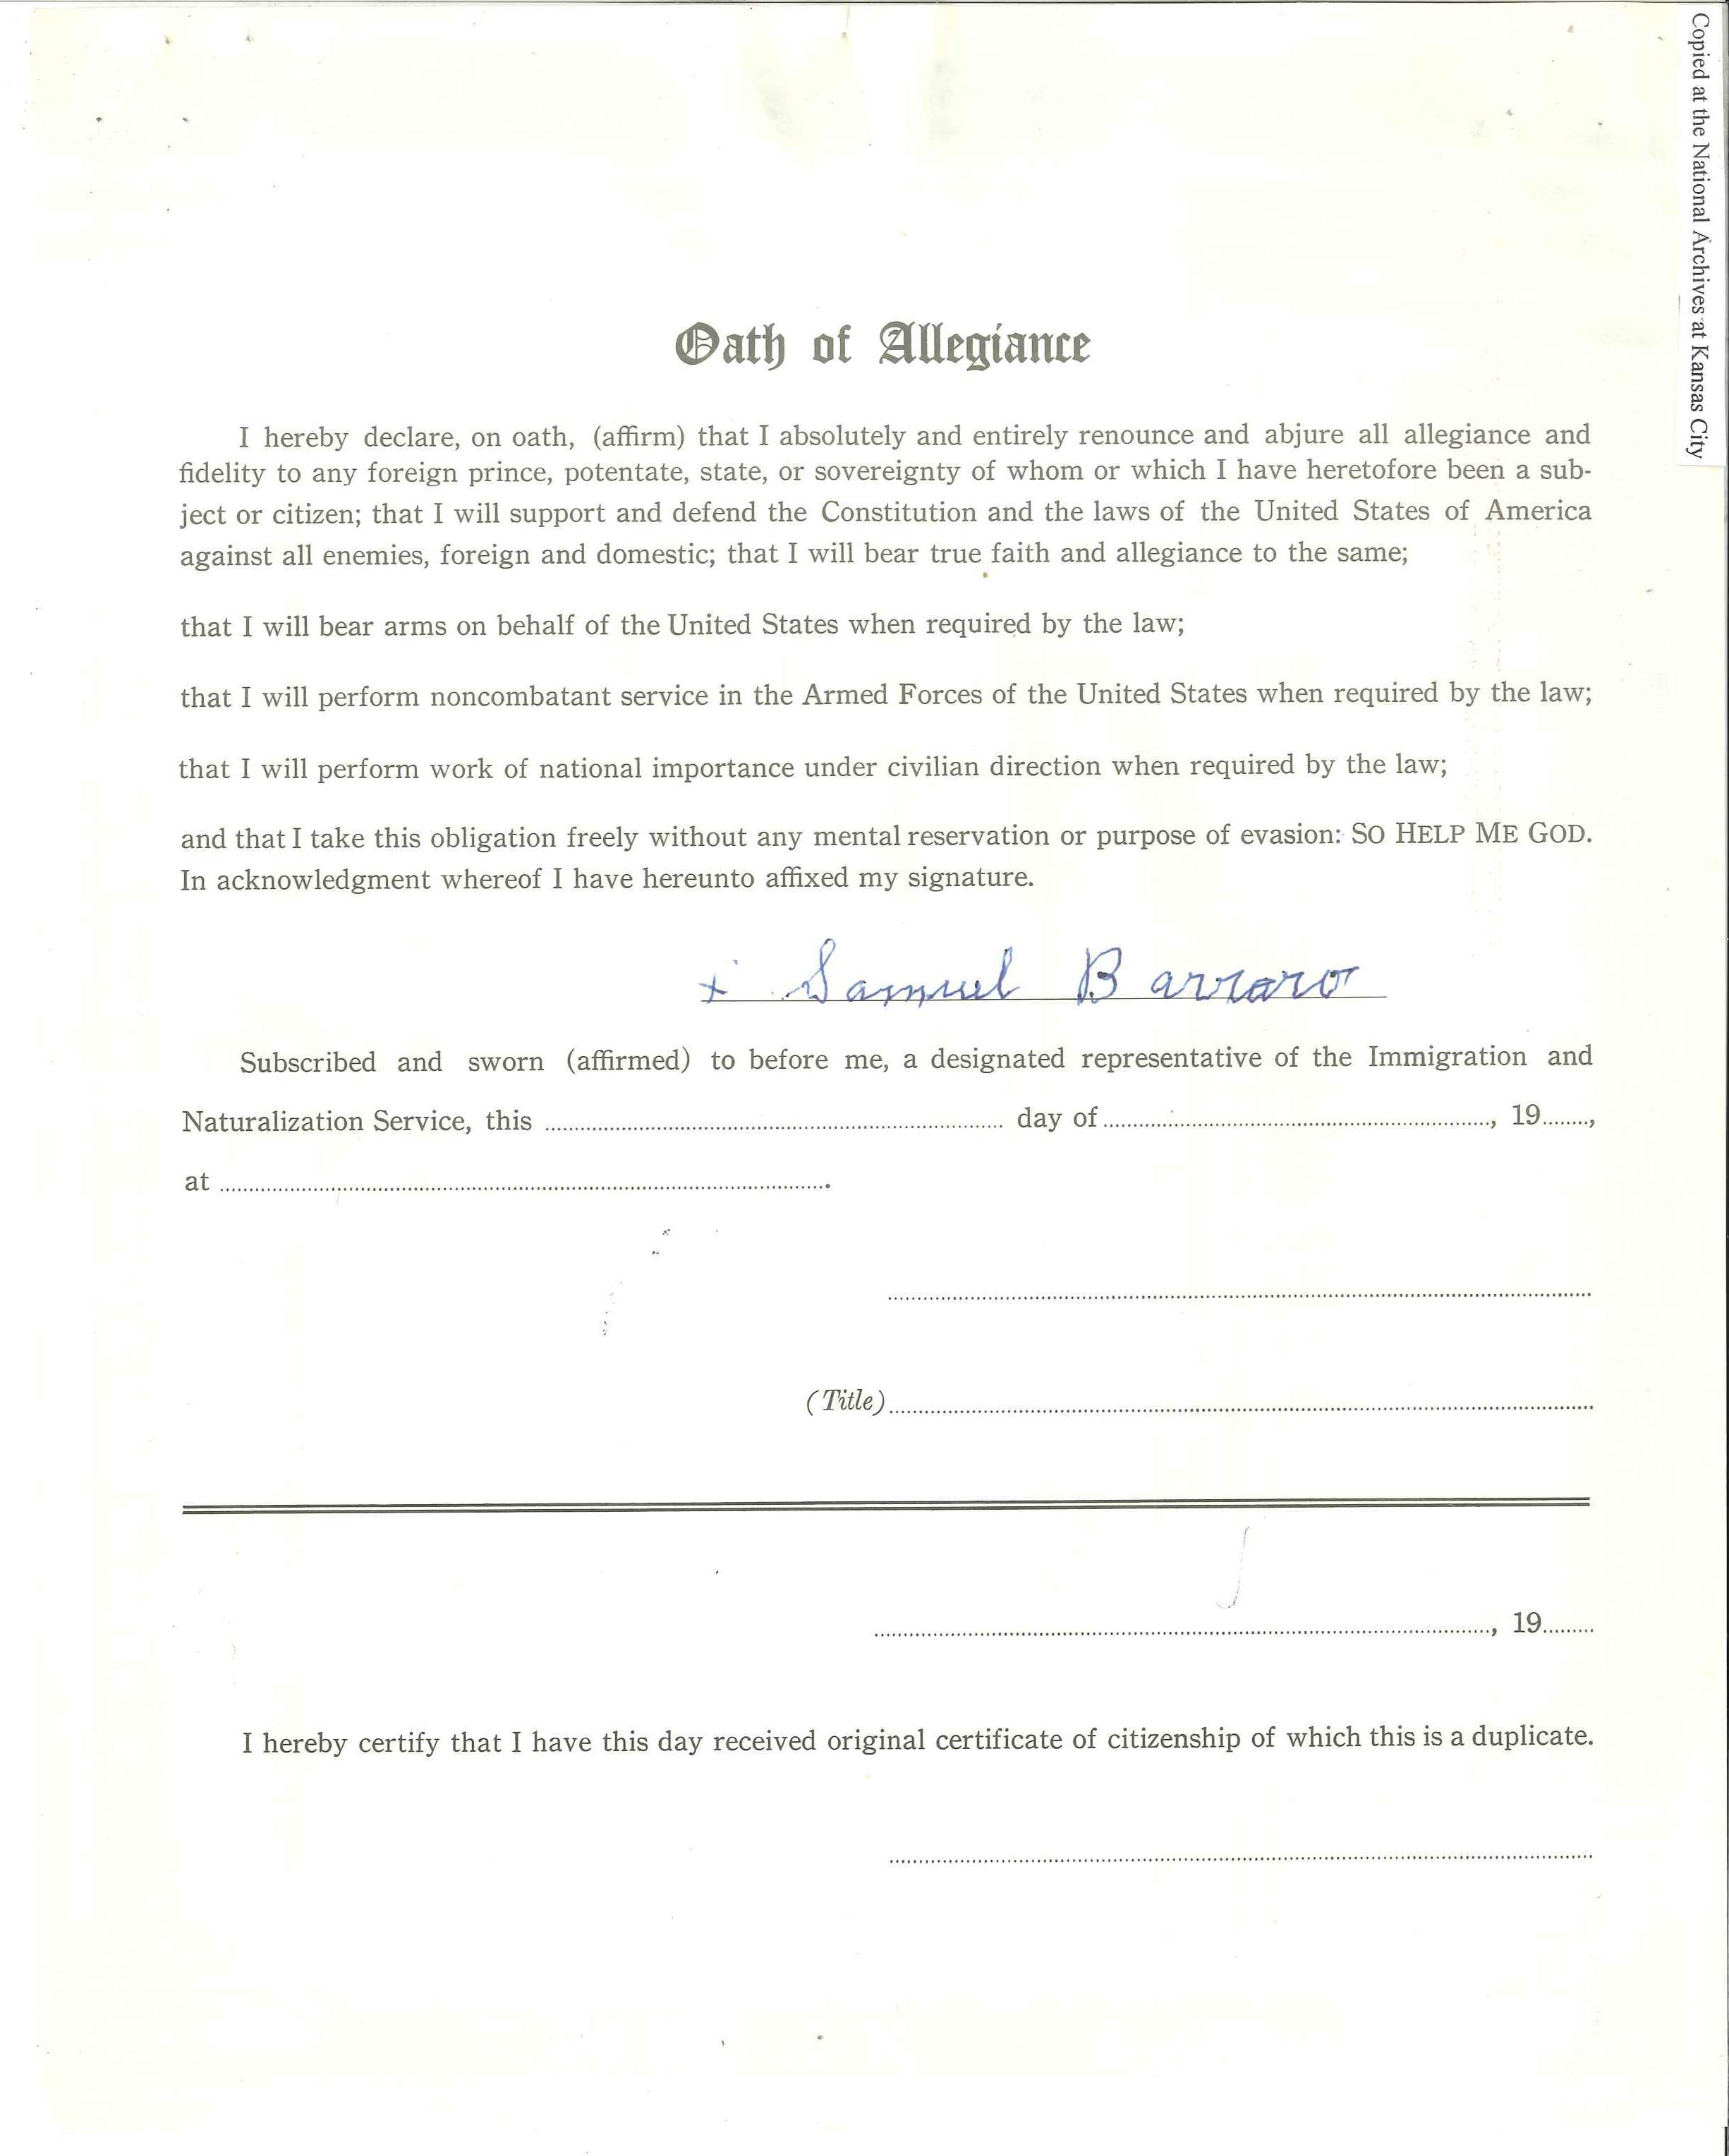 Copied at the National Archives at Kansas City
Oath of Allegiance
I hereby declare, on oath, (affirm) that I absolutely and entirely renounce and abjure all allegiance and
fidelity to any foreign prince, potentate, state, or sovereignty of whom or which I have heretofore been a sub-
ject or citizen; that I will support and defend the Constitution and the laws of the United States of America
against all enemies, foreign and domestic; that I will bear true faith and allegiance to the same;
that I will bear arms on behalf of the United States when required by the law;
that I will perform noncombatant service in the Armed Forces of the United States when required by the law;
that I will perform work of national importance under civilian direction when required by the law;
and that I take this obligation freely without any mental reservation or purpose of evasion: SO HELP ME GOD.
In acknowledgment whereof I have hereunto affixed my signature.
x Samuel Barraro
Subscribed and sworn (affirmed) to before me, a designated representative of the Immigration and
Naturalization Service, this ........ day of ........, 19....,
at ........
(Title)........
........, 19....
I hereby certify that I have this day received original certificate of citizenship of which this is a duplicate.